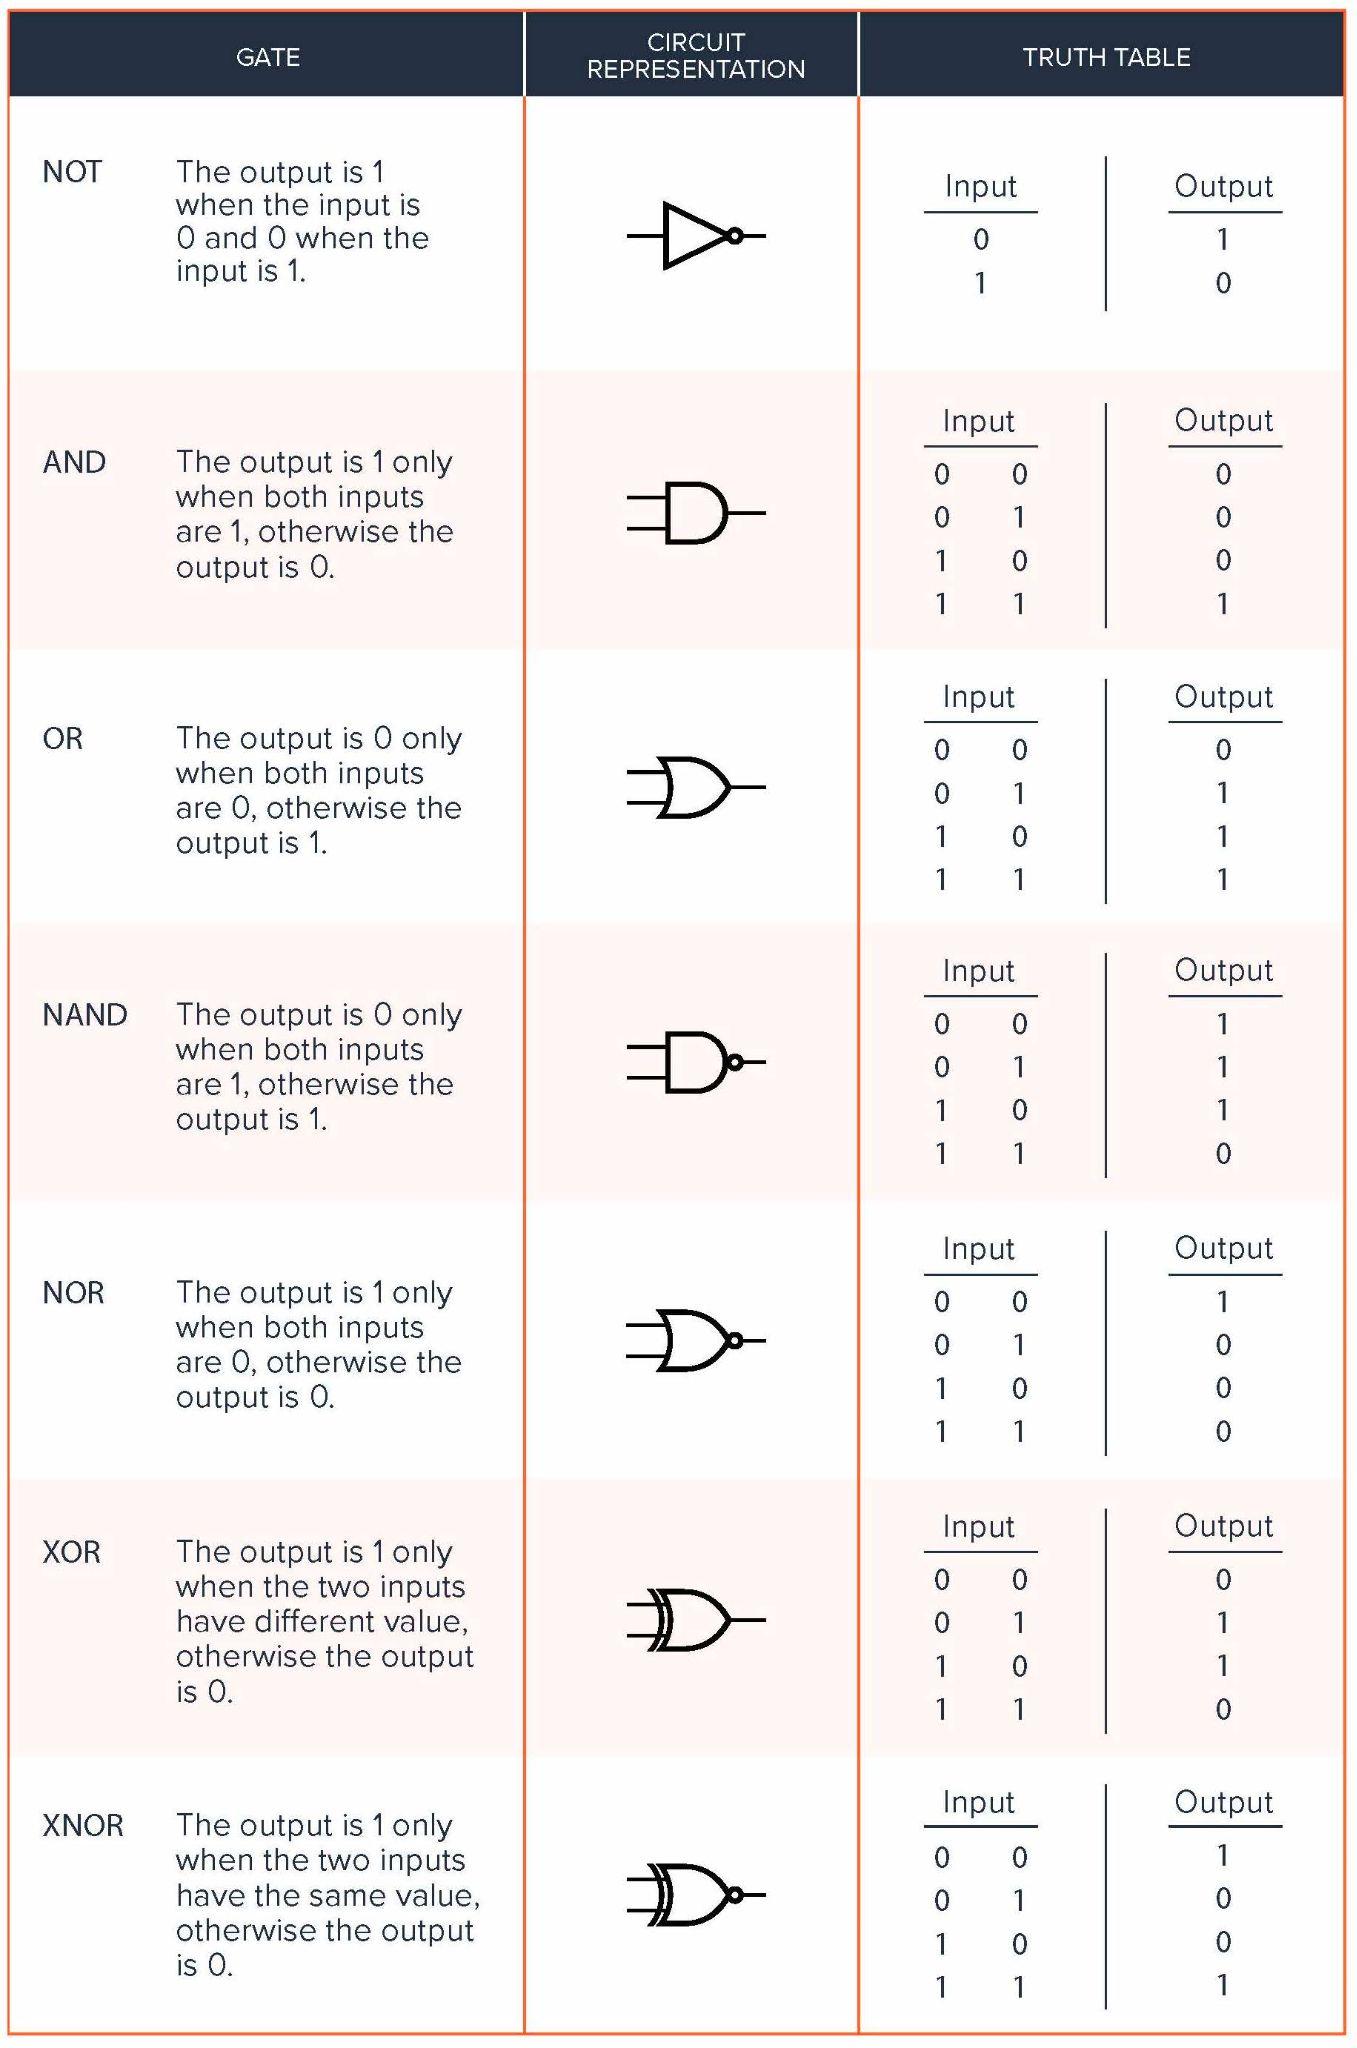 GATE
CIRCUIT
REPRESENTATION
TRUTH TABLE
NOT
The output is 1
when the input is
0 and 0 when the
input is 1.
Input Output
0 1
1 0
AND
The output is 1 only
when both inputs
are 1, otherwise the
output is 0.
Input Output
0 0 0
0 1 0
1 0 0
1 1 1
OR
The output is 0 only
when both inputs
are 0, otherwise the
output is 1.
Input Output
0 0 0
0 1 1
1 0 1
1 1 1
NAND
The output is 0 only
when both inputs
are 1, otherwise the
output is 1.
Input Output
0 0 1
0 1 1
1 0 1
1 1 0
NOR
The output is 1 only
when both inputs
are 0, otherwise the
output is 0.
Input Output
0 0 1
0 1 0
1 0 0
1 1 0
XOR
The output is 1 only
when the two inputs
have different value,
otherwise the output
is 0.
Input Output
0 0 0
0 1 1
1 0 1
1 1 0
XNOR
The output is 1 only
when the two inputs
have the same value,
otherwise the output
is 0.
Input Output
0 0 1
0 1 0
1 0 0
1 1 1